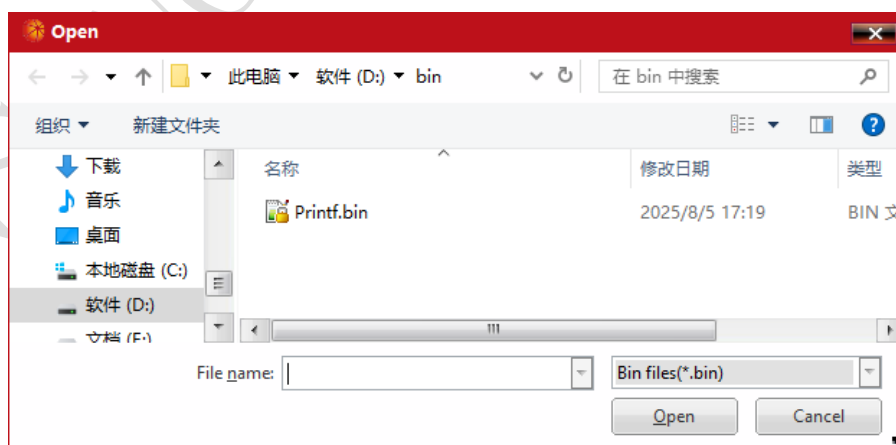 Open
此电脑 软件 (D:) bin
在 bin 中搜索
组织 新建文件夹
下载
音乐
桌面
本地磁盘 (C:)
软件 (D:)
文档 (F:)
名称 修改日期 类型
Printf.bin 2025/8/5 17:19 BIN
File name:
Bin files(*.bin)
Open Cancel